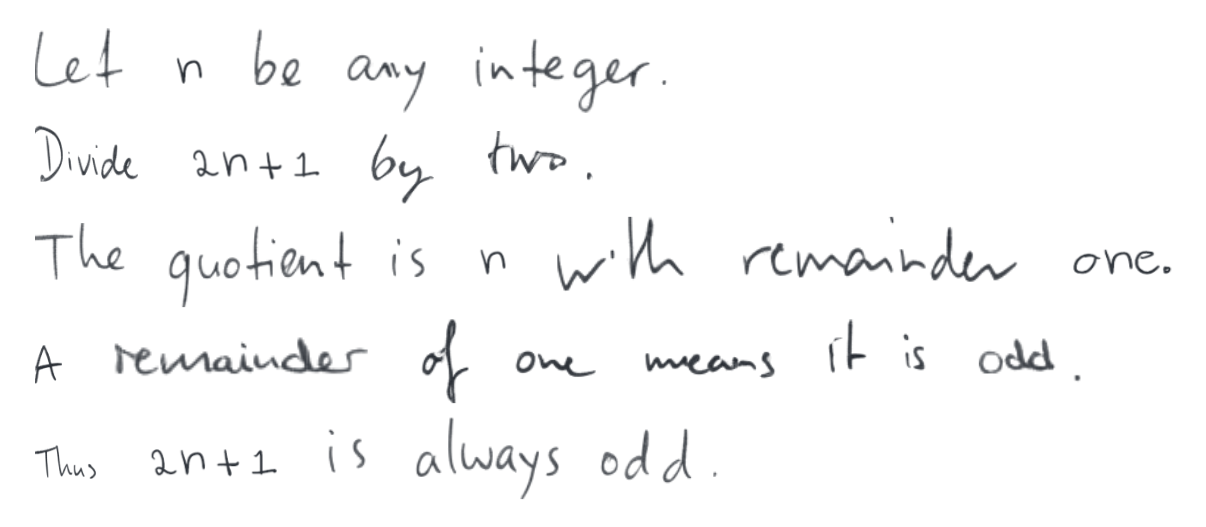 Let n be any integer.
Divide 2n+1 by two.
The quotient is n with remainder one.
A remainder of one means it is odd.
Thus 2n+1 is always odd.